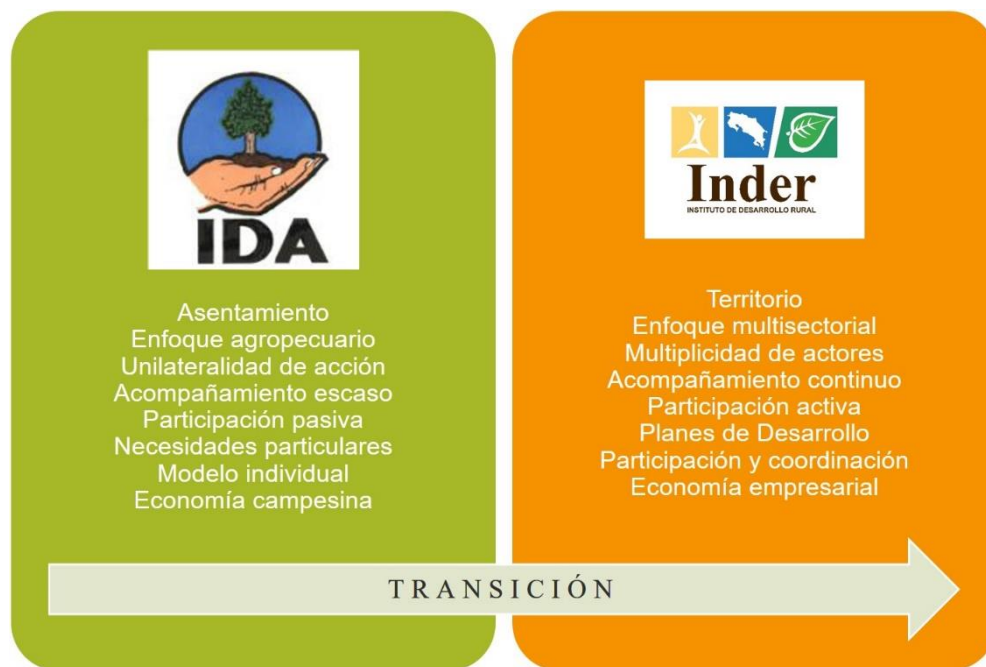 IDA
Asentamiento
Enfoque agropecuario
Unilateralidad de acción
Acompañamiento escaso
Participación pasiva
Necesidades particulares
Modelo individual
Economía campesina
Inder
INSTITUTO DE DESARROLLO RURAL
Territorio
Enfoque multisectorial
Multiplicidad de actores
Acompañamiento continuo
Participación activa
Planes de Desarrollo
Participación y coordinación
Economía empresarial
TRANSICIÓN